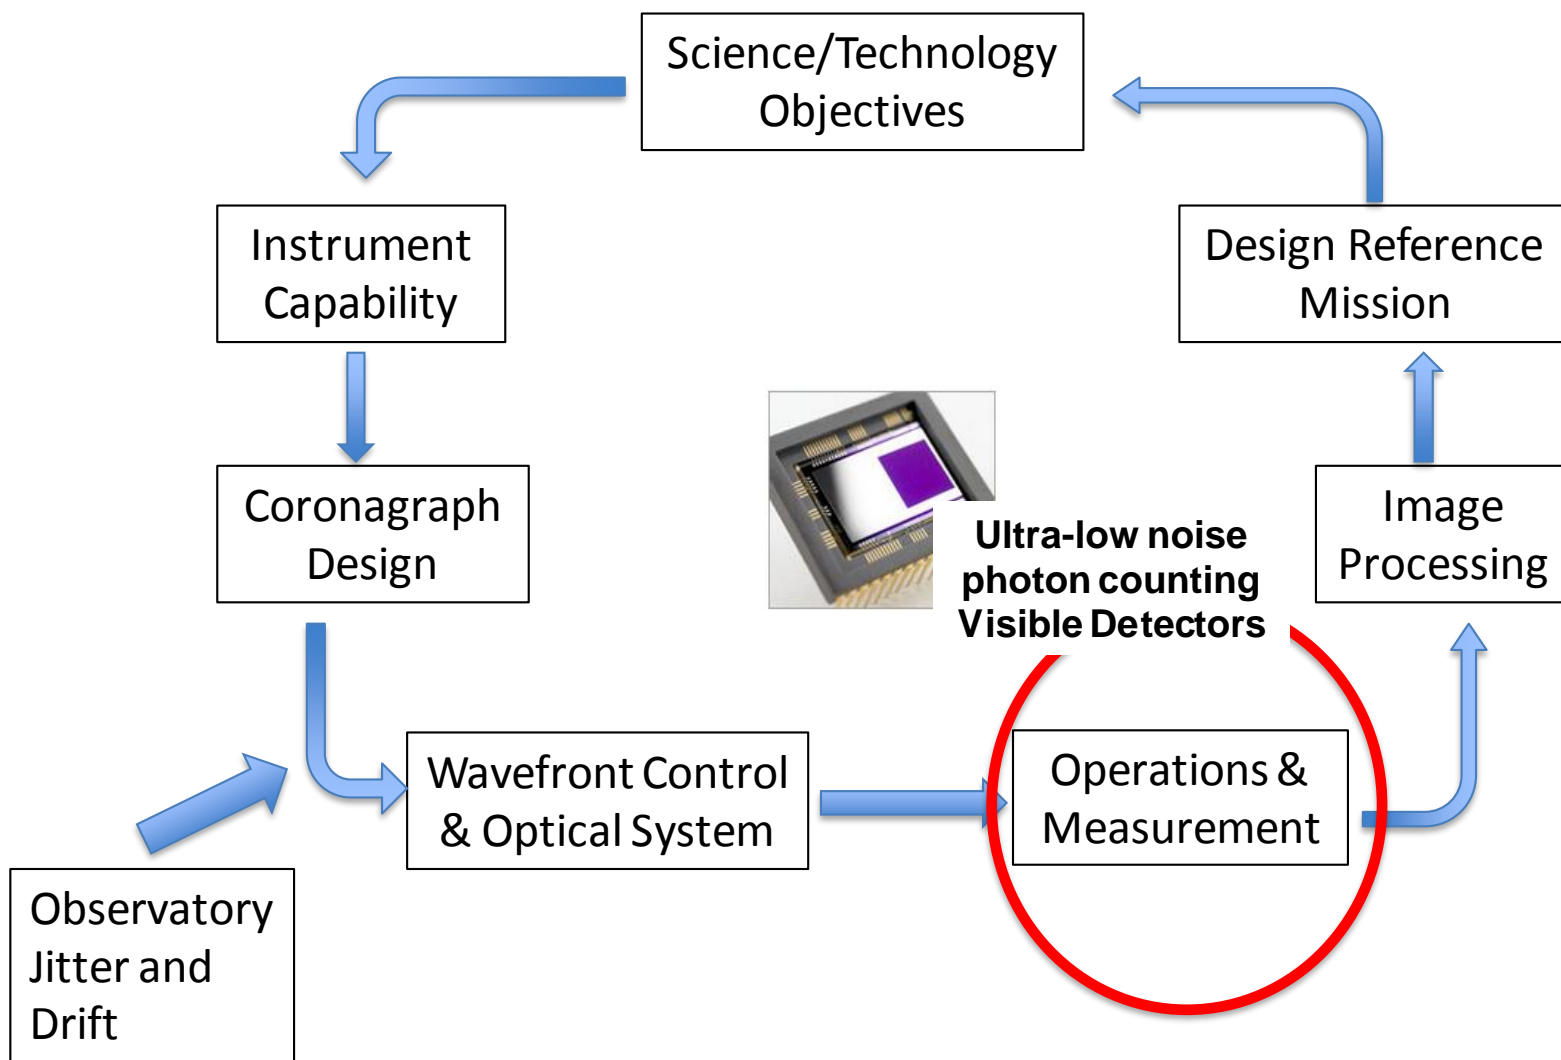 Science/Technology
Objectives
Instrument
Capability
Design Reference
Mission
Coronagraph
Design
Ultra-low noise
photon counting
Visible Detectors
Image
Processing
Wavefront Control
& Optical System
Operations &
Measurement
Observatory
Jitter and
Drift